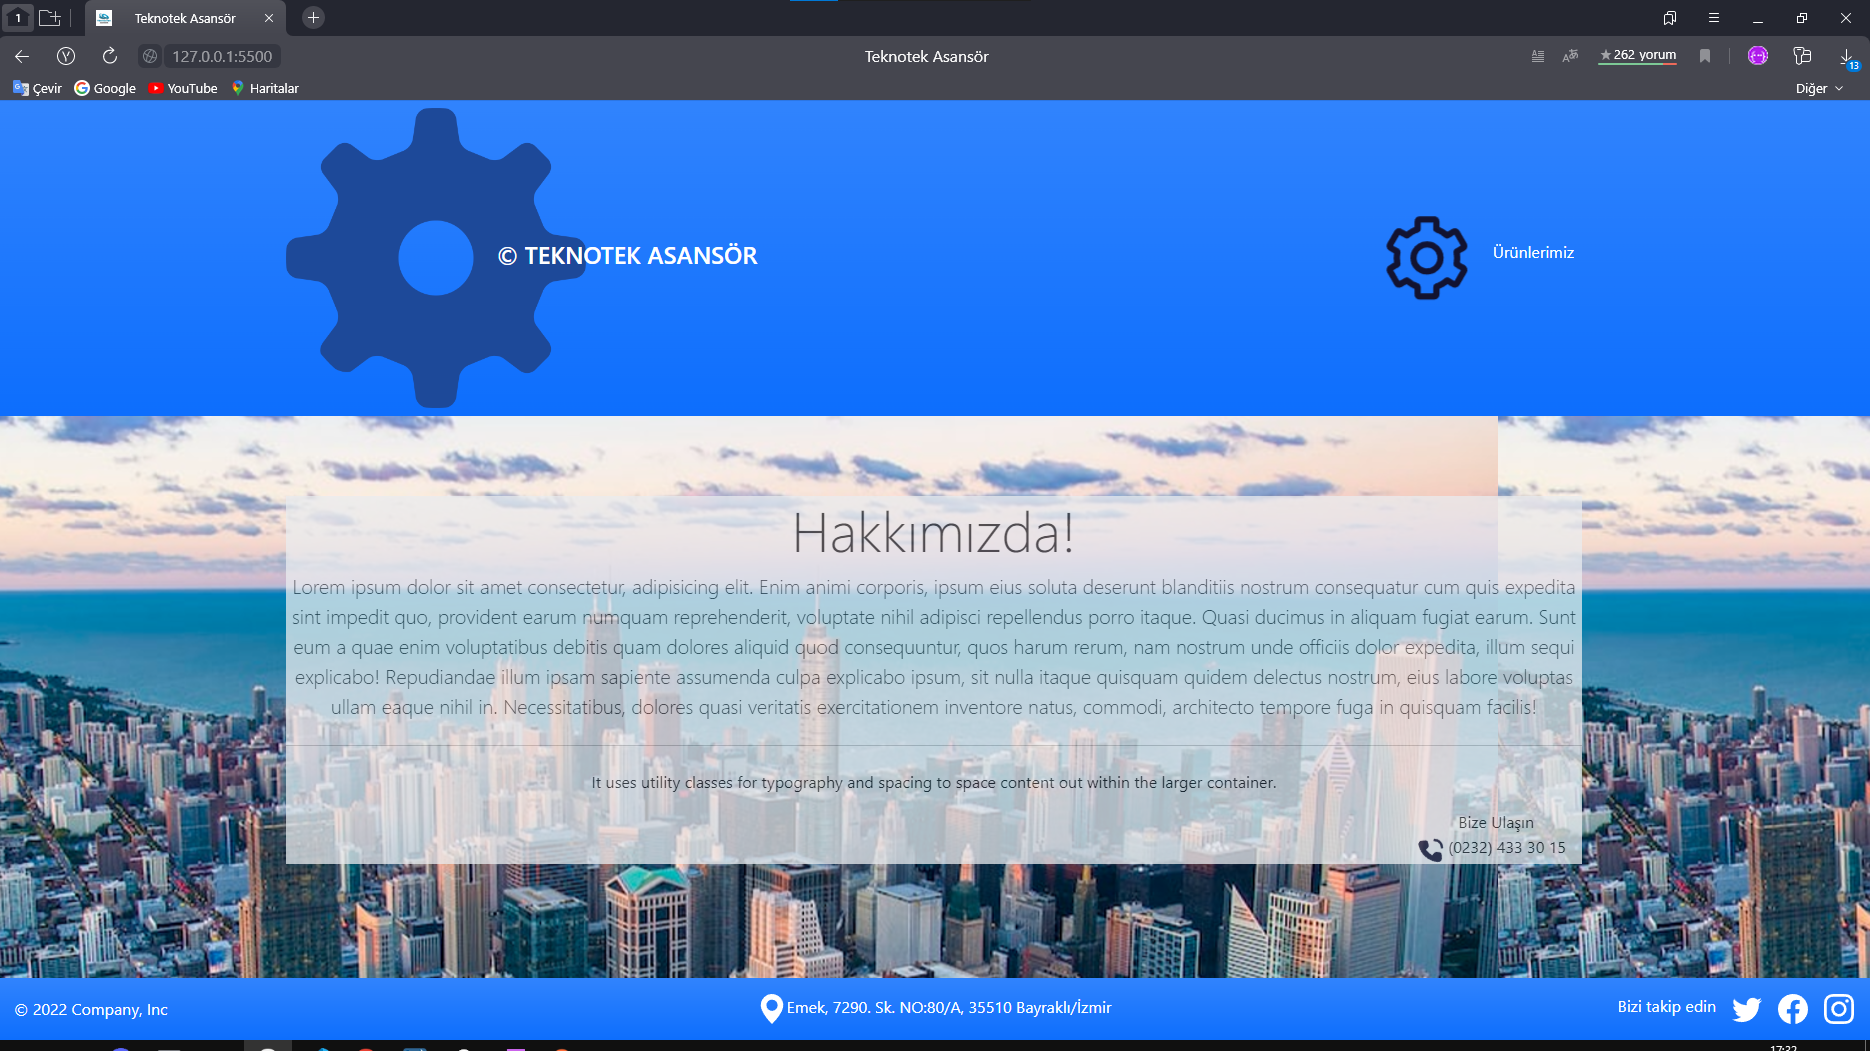 1
Teknotek Asansör
127.0.0.1:5500
Teknotek Asansör
262 yorum
13
Çevir
Google
YouTube
Haritalar
Diğer
© TEKNOTEK ASANSÖR
Ürünlerimiz
Hakkımızda!
Lorem ipsum dolor sit amet consectetur, adipisicing elit. Enim animi corporis, ipsum eius soluta deserunt blanditiis nostrum consequatur cum quis expedita
sint impedit quo, provident earum numquam reprehenderit, voluptate nihil adipisci repellendus porro itaque. Quasi ducimus in aliquam fugiat earum. Sunt
eum a quae enim voluptatibus debitis quam dolores aliquid quod consequuntur, quos harum rerum, nam nostrum unde officiis dolor expedita, illum sequi
explicabo! Repudiandae illum ipsam sapiente assumenda culpa explicabo ipsum, sit nulla itaque quisquam quidem delectus nostrum, eius labore voluptas
ullam eaque nihil in. Necessitatibus, dolores quasi veritatis exercitationem inventore natus, commodi, architecto tempore fuga in quisquam facilis!
It uses utility classes for typography and spacing to space content out within the larger container.
Bize Ulaşın
(0232) 433 30 15
© 2022 Company, Inc
Emek, 7290. Sk. NO:80/A, 35510 Bayraklı/İzmir
Bizi takip edin